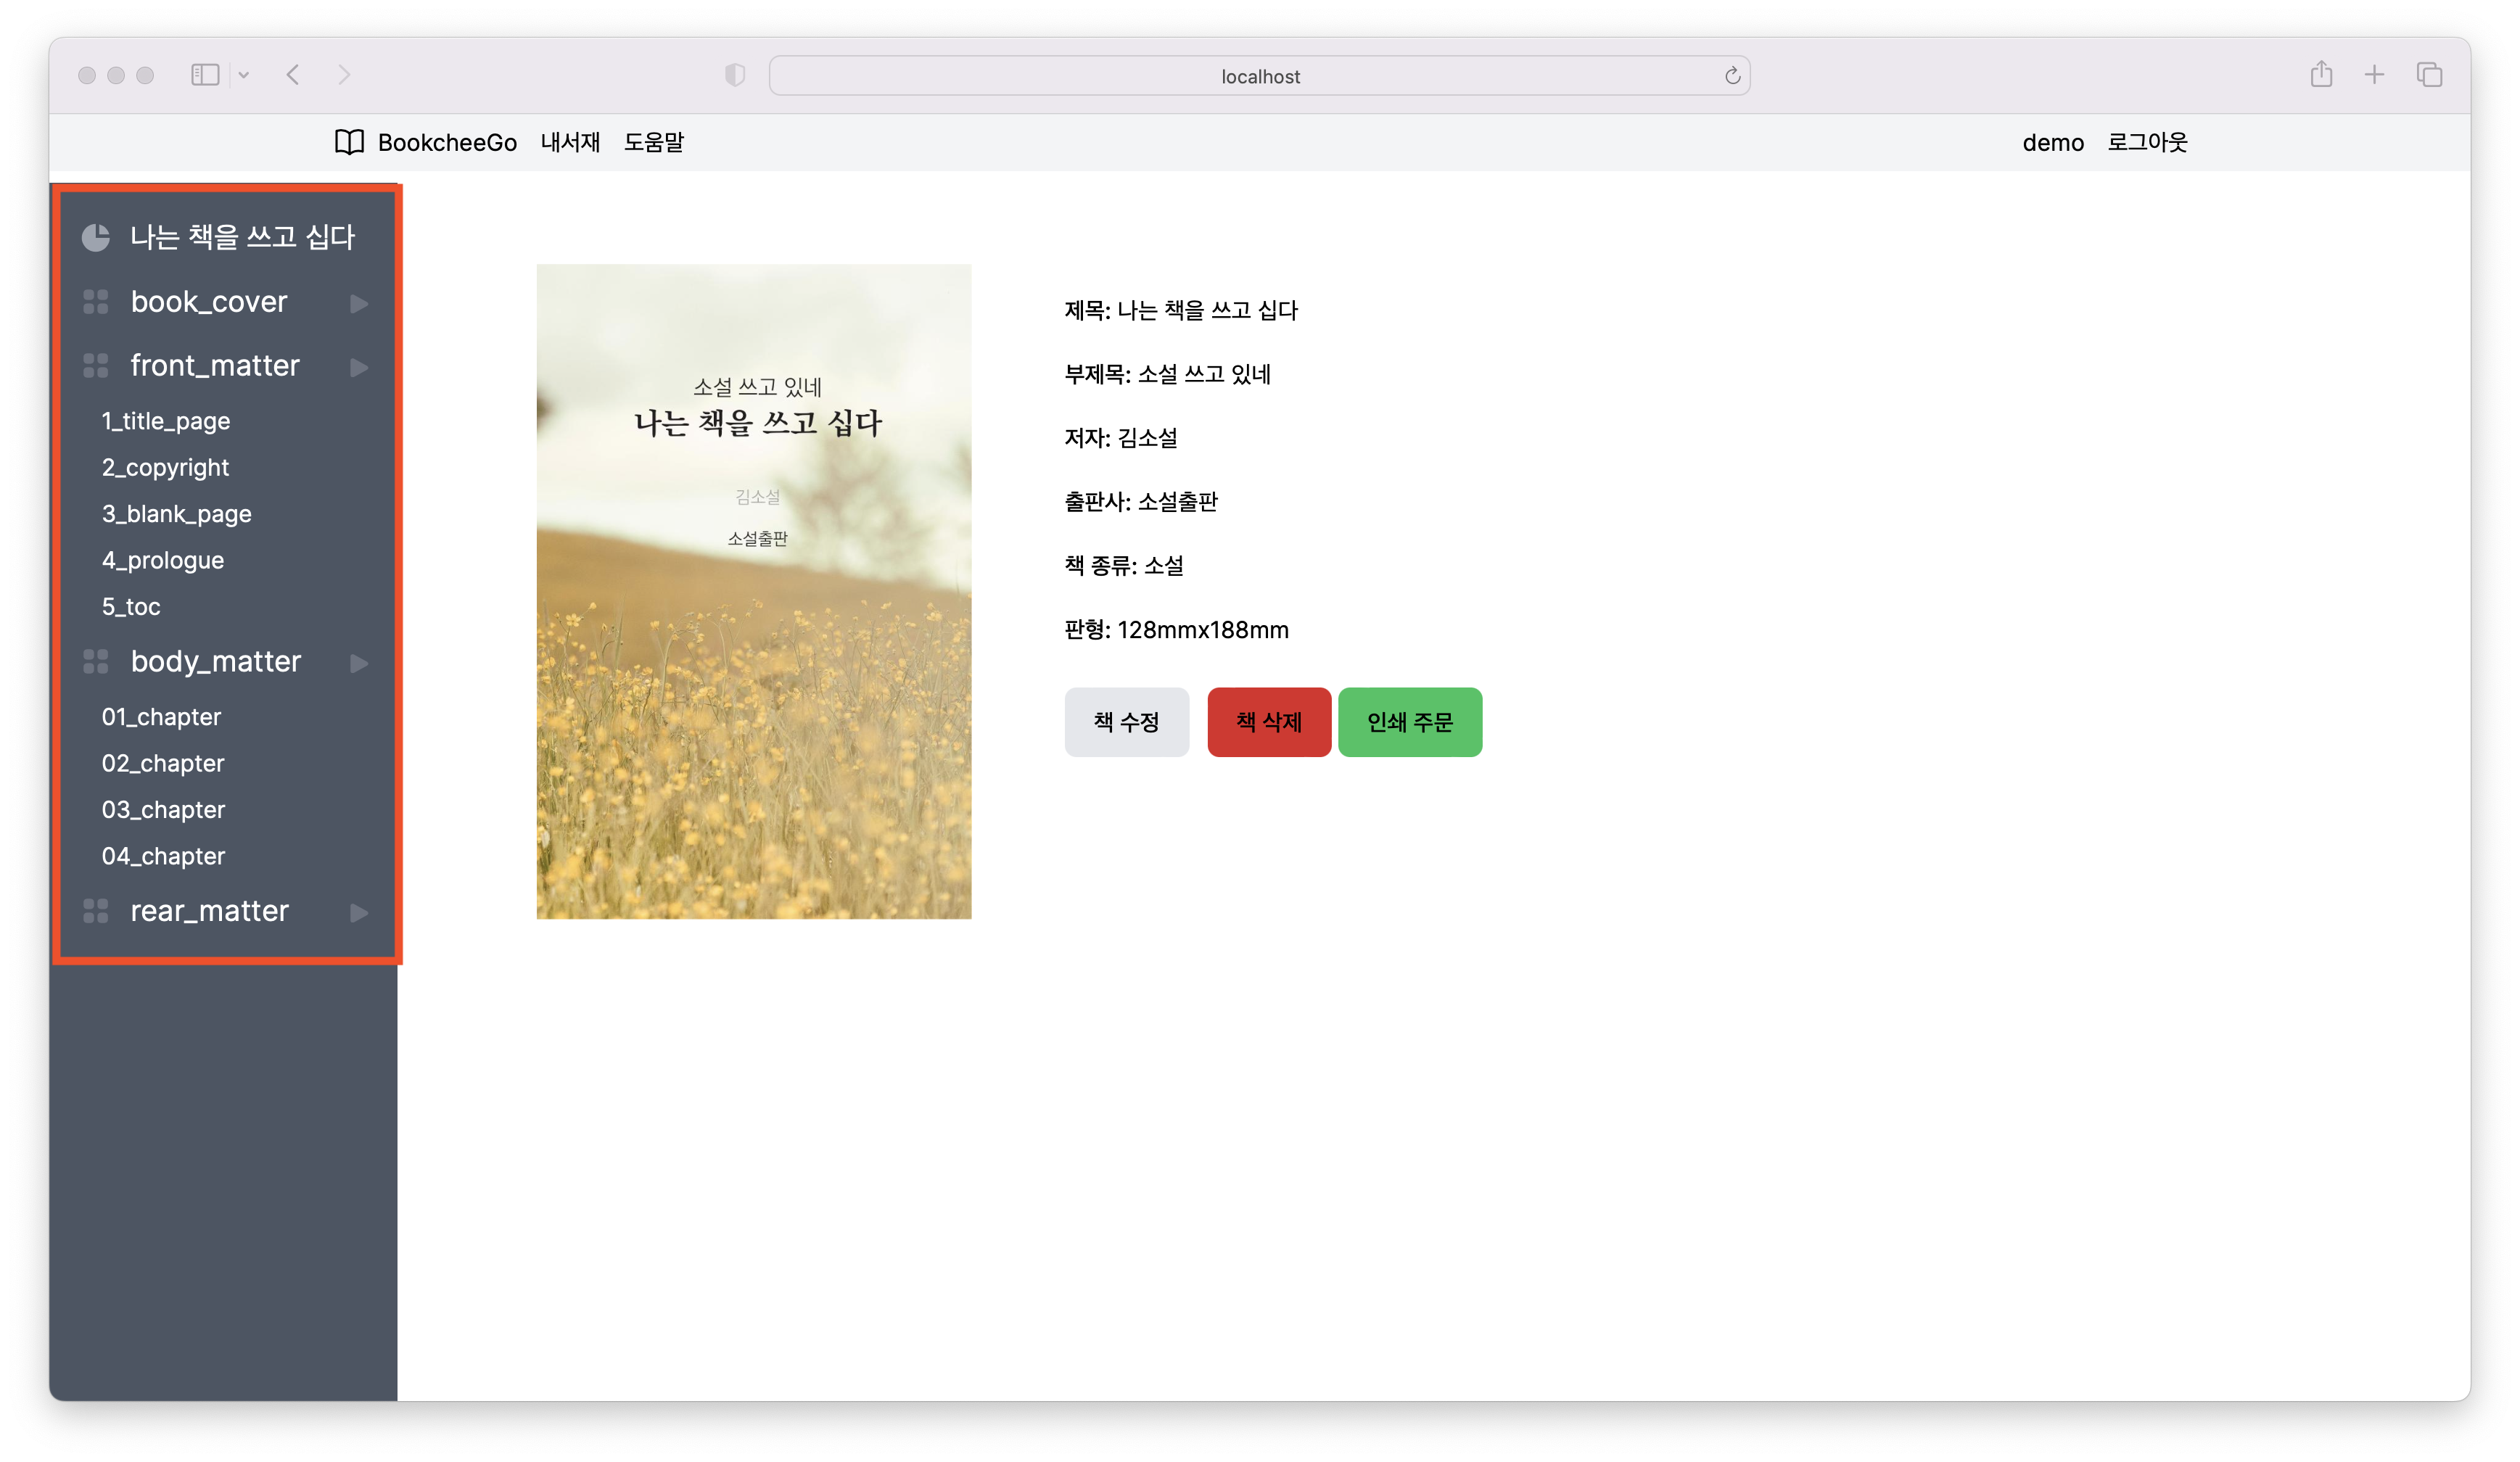 localhost
BookcheeGo 내서재 도움말 demo 로그아웃
나는 책을 쓰고 십다
book_cover
front_matter
1_title_page
2_copyright
3_blank_page
4_prologue
5_toc
body_matter
01_chapter
02_chapter
03_chapter
04_chapter
rear_matter
소설 쓰고 있네
나는 책을 쓰고 십다
김소설
소설출판
제목: 나는 책을 쓰고 십다
부제목: 소설 쓰고 있네
저자: 김소설
출판사: 소설출판
책 종류: 소설
판형: 128mmx188mm
책 수정 책 삭제 인쇄 주문